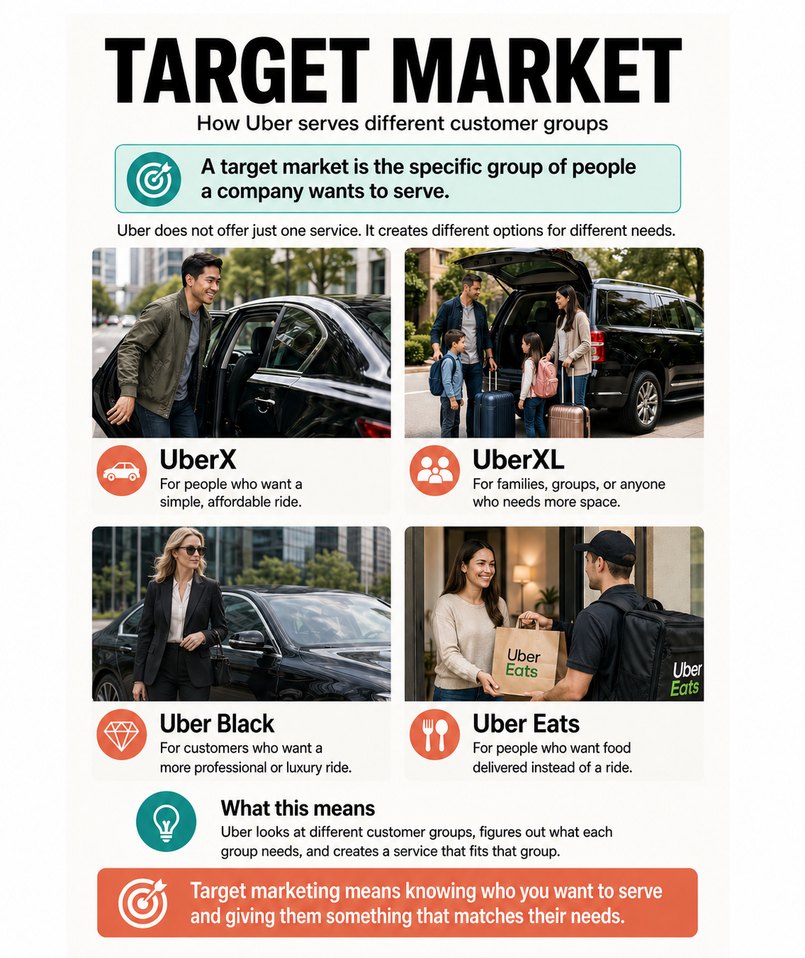 TARGET MARKET
How Uber serves different customer groups
A target market is the specific group of people
a company wants to serve.
Uber does not offer just one service. It creates different options for different needs.
UberX
For people who want a
simple, affordable ride.
UberXL
For families, groups, or anyone
who needs more space.
Uber
Eats
Uber
Eats
Uber Black
For customers who want a
more professional or luxury ride.
Uber Eats
For people who want food
delivered instead of a ride.
What this means
Uber looks at different customer groups, figures out what each
group needs, and creates a service that fits that group.
Target marketing means knowing who you want to serve
and giving them something that matches their needs.